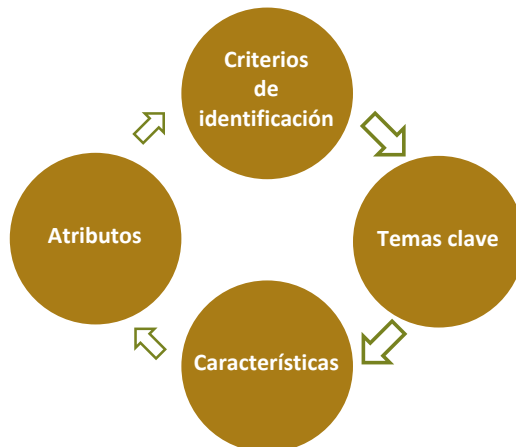 Criterios
de
identificación
Atributos
Temas clave
Características